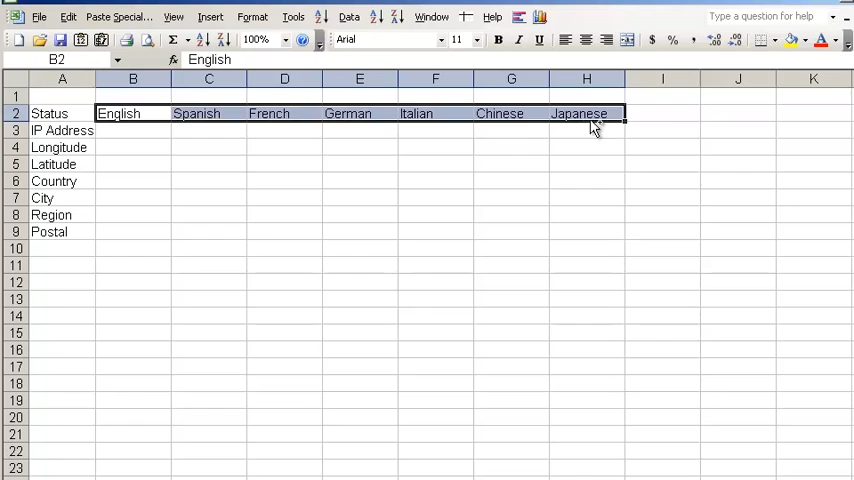 File Edit Paste Special... View Insert Format Tools Data Window Help Type a question for help
100% Arial 11 B I U $ % ,
B2 fx English
A B C D E F G H I J K
1
2 Status English Spanish French German Italian Chinese Japanese
3 IP Address
4 Longitude
5 Latitude
6 Country
7 City
8 Region
9 Postal
10
11
12
13
14
15
16
17
18
19
20
21
22
23